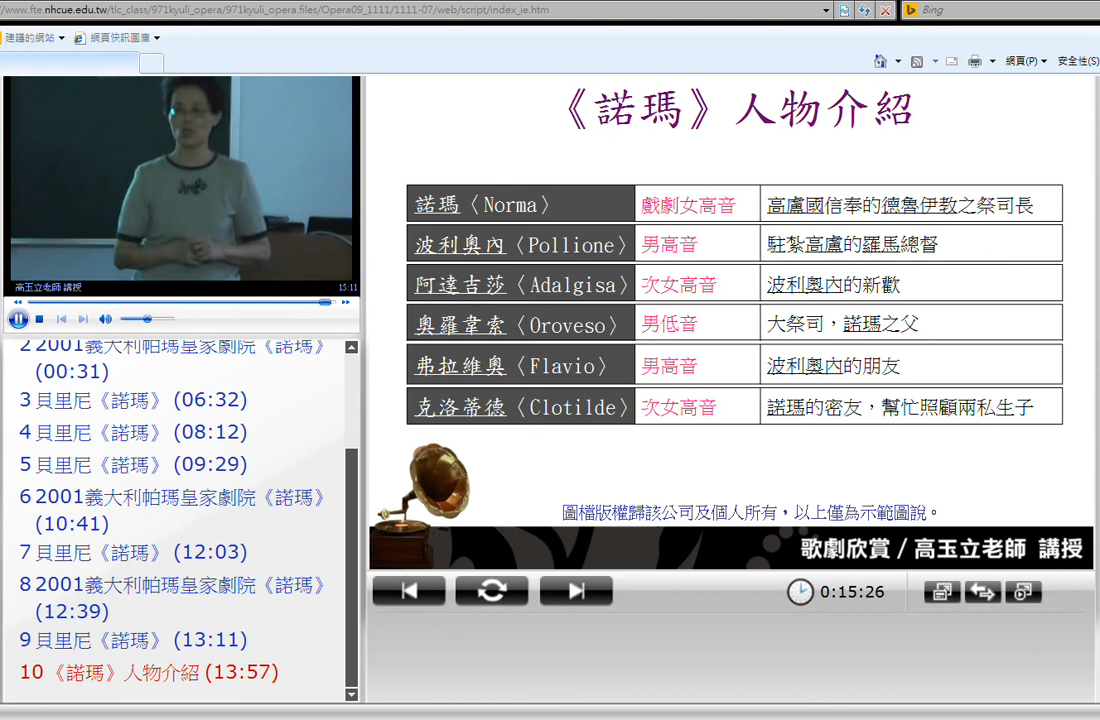 www.fte.nhcue.edu.tw/tlc_class/971kyuli_opera/971kyuli_opera.files/Opera09_1111/1111-07/web/script/index_ie.htm
Bing
建議的網站
網頁快訊圖庫
網頁(P)
安全性(S)
高玉立老師 講授
15:11
2 2001義大利帕瑪皇家劇院《諾瑪》
(00:31)
3 貝里尼《諾瑪》 (06:32)
4 貝里尼《諾瑪》 (08:12)
5 貝里尼《諾瑪》 (09:29)
6 2001義大利帕瑪皇家劇院《諾瑪》
(10:41)
7 貝里尼《諾瑪》 (12:03)
8 2001義大利帕瑪皇家劇院《諾瑪》
(12:39)
9 貝里尼《諾瑪》 (13:11)
10 《諾瑪》人物介紹 (13:57)
《諾瑪》人物介紹
諾瑪〈Norma〉 戲劇女高音 高盧國信奉的德魯伊教之祭司長
波利奧內〈Pollione〉 男高音 駐紮高盧的羅馬總督
阿達吉莎〈Adalgisa〉 次女高音 波利奧內的新歡
奧羅韋索〈Oroveso〉 男低音 大祭司，諾瑪之父
弗拉維奧〈Flavio〉 男高音 波利奧內的朋友
克洛蒂德〈Clotilde〉 次女高音 諾瑪的密友，幫忙照顧兩私生子
圖檔版權歸該公司及個人所有，以上僅為示範圖說。
歌劇欣賞 / 高玉立老師 講授
0:15:26